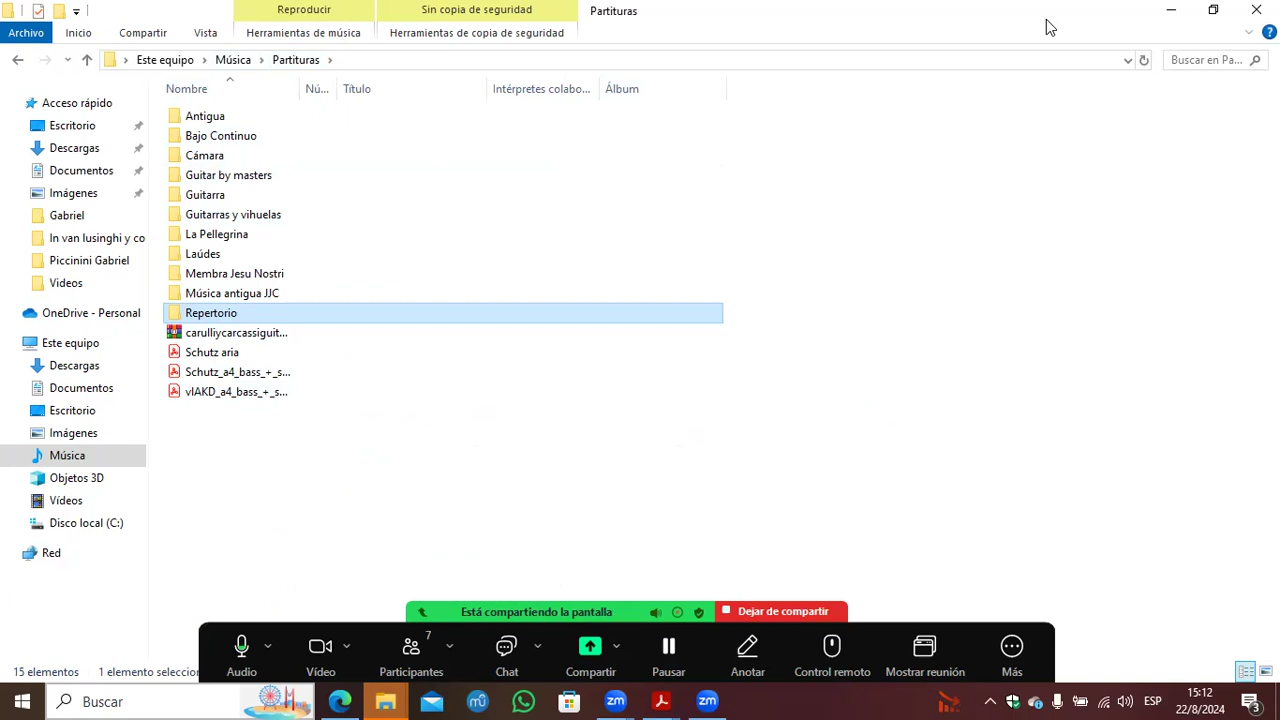 Reproducir
Sin copia de seguridad
Partituras
Archivo
Inicio
Compartir
Vista
Herramientas de música
Herramientas de copia de seguridad
Este equipo > Música > Partituras >
Buscar en Pa...
Nombre
Nú...
Título
Intérpretes colabo...
Álbum
Acceso rápido
Escritorio
Descargas
Documentos
Imágenes
Gabriel
In van lusinghi y co
Piccinini Gabriel
Videos
OneDrive - Personal
Este equipo
Descargas
Documentos
Escritorio
Imágenes
Música
Objetos 3D
Vídeos
Disco local (C:)
Red
Antigua
Bajo Continuo
Cámara
Guitar by masters
Guitarra
Guitarras y vihuelas
La Pellegrina
Laúdes
Membra Jesu Nostri
Música antigua JJC
Repertorio
carulliycarcassiguit...
Schutz aria
Schutz_a4_bass_+_s...
vlAKD_a4_bass_+_s...
Está compartiendo la pantalla
Dejar de compartir
Audio
Vídeo
7
Participantes
Chat
Compartir
Pausar
Anotar
Control remoto
Mostrar reunión
Más
15 elementos
1 elemento seleccion
Buscar
zm
zm
ESP
15:12
22/8/2024
3